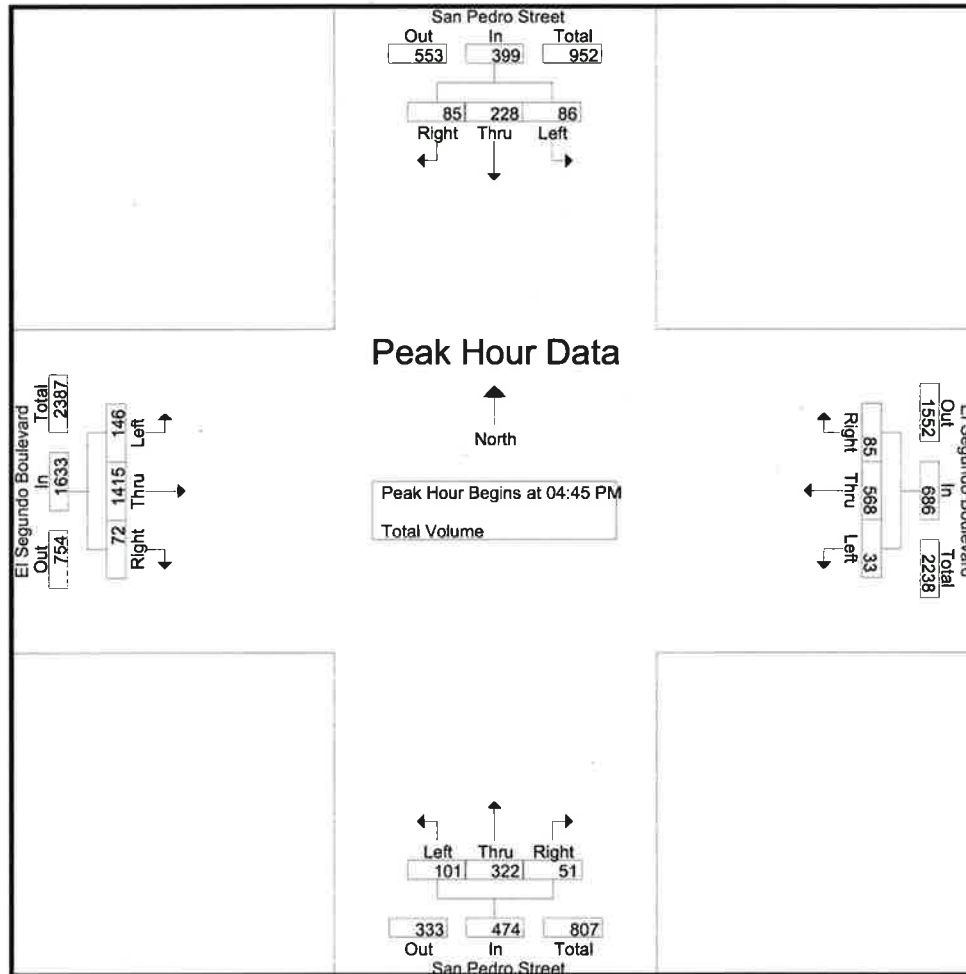 San Pedro Street
Out In Total
553 399 952
85 228 86
Right Thru Left
Peak Hour Data
North
Peak Hour Begins at 04:45 PM
Total Volume
El Segundo Boulevard
Out In Total
754 1633 2387
72 1415 146
Right Thru Left
El Segundo Boulevard
Out In Total
1552 686 2238
85 568 33
Right Thru Left
Left Thru Right
101 322 51
333 474 807
Out In Total
San Pedro Street